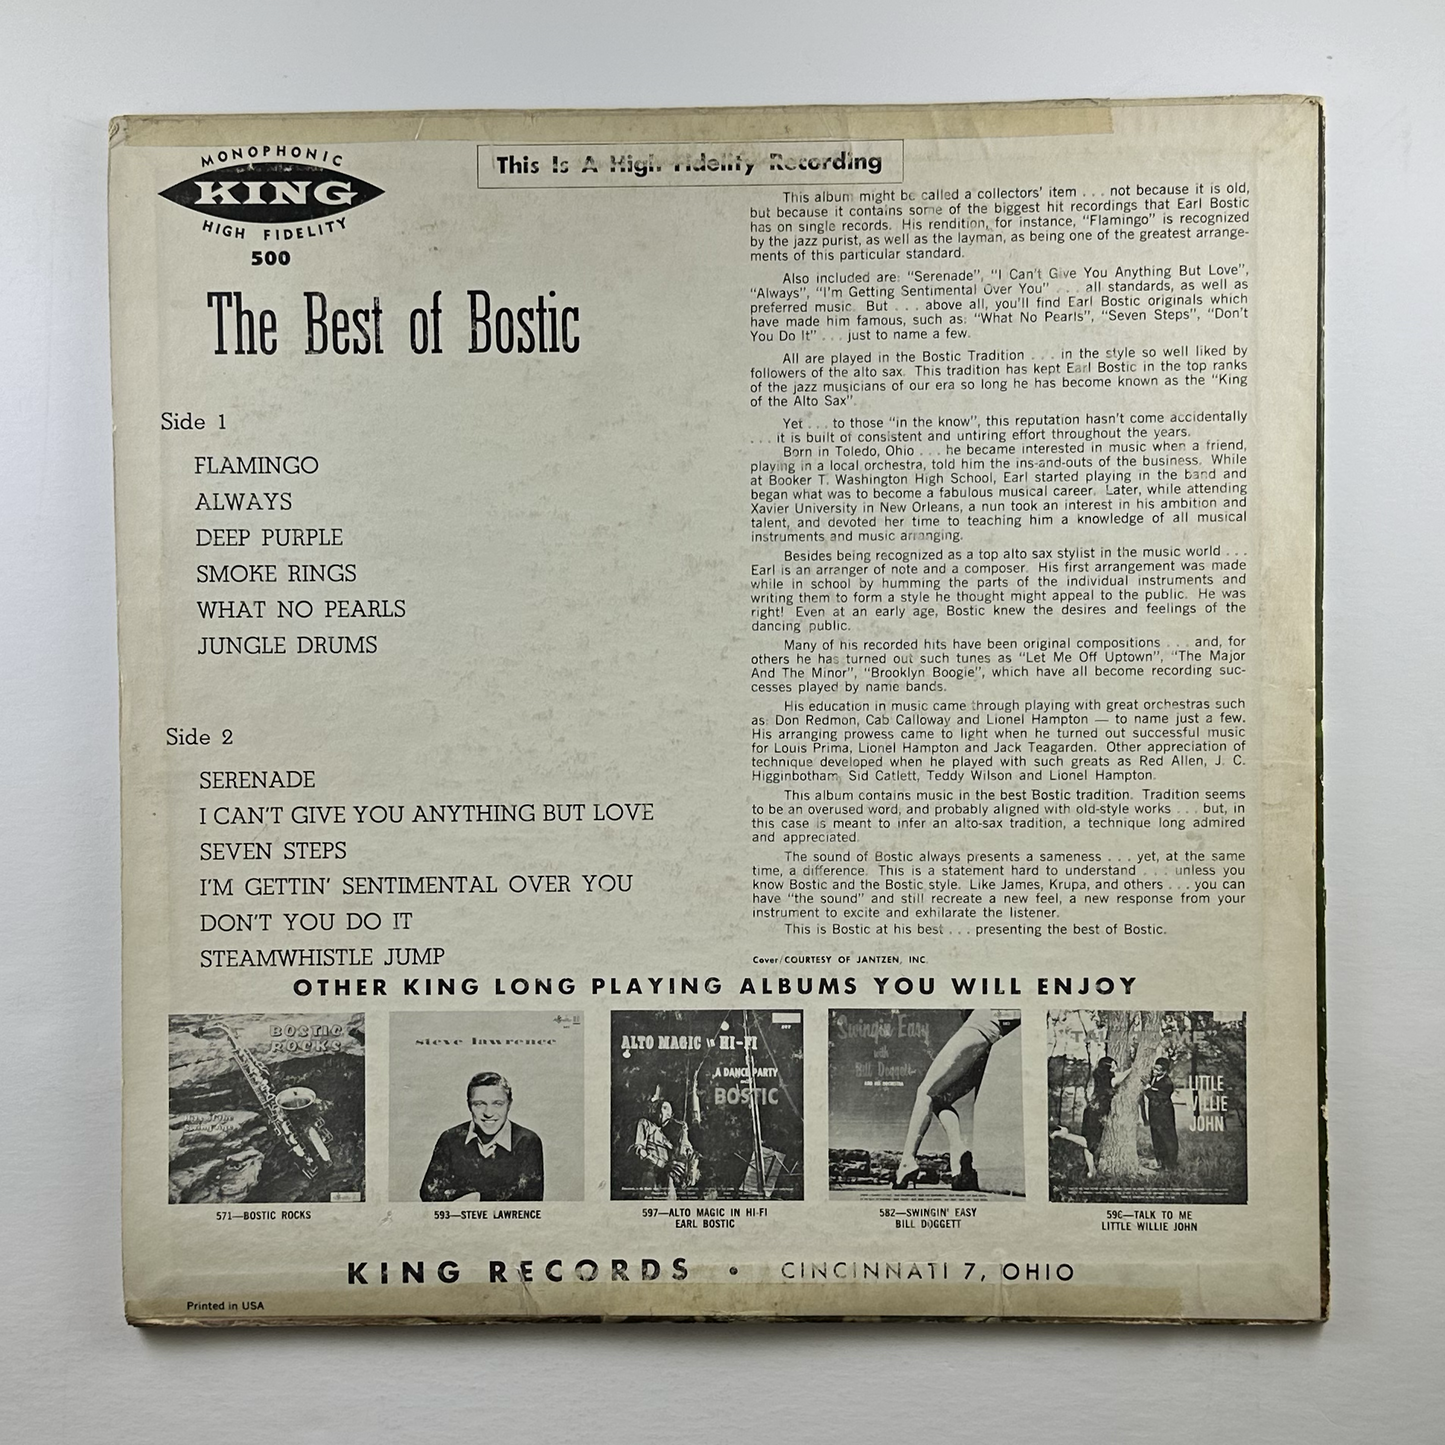 MONOPHONIC
KING
HIGH FIDELITY
500
This Is A High Fidelity Recording
The Best of Bostic
Side 1
FLAMINGO
ALWAYS
DEEP PURPLE
SMOKE RINGS
WHAT NO PEARLS
JUNGLE DRUMS
Side 2
SERENADE
I CAN'T GIVE YOU ANYTHING BUT LOVE
SEVEN STEPS
I'M GETTIN' SENTIMENTAL OVER YOU
DON'T YOU DO IT
STEAMWHISTLE JUMP
This album might be called a collectors' item . . . not because it is old,
but because it contains some of the biggest hit recordings that Earl Bostic
has on single records. His rendition, for instance, "Flamingo" is recognized
by the jazz purist, as well as the layman, as being one of the greatest arrange-
ments of this particular standard.
Also included are: "Serenade", "I Can't Give You Anything But Love",
"Always", "I'm Getting Sentimental Over You" . . . all standards, as well as
preferred music. But . . . above all, you'll find Earl Bostic originals which
have made him famous, such as: "What No Pearls", "Seven Steps", "Don't
You Do It" . . . just to name a few.
All are played in the Bostic Tradition . . . in the style so well liked by
followers of the alto sax. This tradition has kept Earl Bostic in the top ranks
of the jazz musicians of our era so long he has become known as the "King
of the Alto Sax".
Yet . . . to those "in the know", this reputation hasn't come accidentally
. . . it is built of consistent and untiring effort throughout the years.
Born in Toledo, Ohio . . . he became interested in music when a friend,
playing in a local orchestra, told him the ins-and-outs of the business. While
at Booker T. Washington High School, Earl started playing in the band and
began what was to become a fabulous musical career. Later, while attending
Xavier University in New Orleans, a nun took an interest in his ambition and
talent, and devoted her time to teaching him a knowledge of all musical
instruments and music arranging.
Besides being recognized as a top alto sax stylist in the music world . . .
Earl is an arranger of note and a composer. His first arrangement was made
while in school by humming the parts of the individual instruments and
writing them to form a style he thought might appeal to the public. He was
right! Even at an early age, Bostic knew the desires and feelings of the
dancing public.
Many of his recorded hits have been original compositions . . . and, for
others he has turned out such tunes as "Let Me Off Uptown", "The Major
And The Minor", "Brooklyn Boogie", which have all become recording suc-
cesses played by name bands.
His education in music came through playing with great orchestras such
as: Don Redmon, Cab Calloway and Lionel Hampton — to name just a few.
His arranging prowess came to light when he turned out successful music
for Louis Prima, Lionel Hampton and Jack Teagarden. Other appreciation of
technique developed when he played with such greats as Red Allen, J. C.
Higginbotham, Sid Catlett, Teddy Wilson and Lionel Hampton.
This album contains music in the best Bostic tradition. Tradition seems
to be an overused word, and probably aligned with old-style works . . . but, in
this case is meant to infer an alto-sax tradition, a technique long admired
and appreciated.
The sound of Bostic always presents a sameness . . . yet, at the same
time, a difference. This is a statement hard to understand . . . unless you
know Bostic and the Bostic style. Like James, Krupa, and others . . . you can
have "the sound" and still recreate a new feel, a new response from your
instrument to excite and exhilarate the listener.
This is Bostic at his best . . . presenting the best of Bostic.
Cover/COURTESY OF JANTZEN, INC.
OTHER KING LONG PLAYING ALBUMS YOU WILL ENJOY
BOSTIC
ROCKS
steve lawrence
ALTO MAGIC in HI-FI
A DANCE PARTY
BOSTIC
Swingin' Easy
with
Bill Doggett
LITTLE
WILLIE
JOHN
571—BOSTIC ROCKS
593—STEVE LAWRENCE
597—ALTO MAGIC IN HI-FI
EARL BOSTIC
582—SWINGIN' EASY
BILL DOGGETT
TALK TO ME
LITTLE WILLIE JOHN
KING RECORDS • CINCINNATI 7, OHIO
Printed in USA